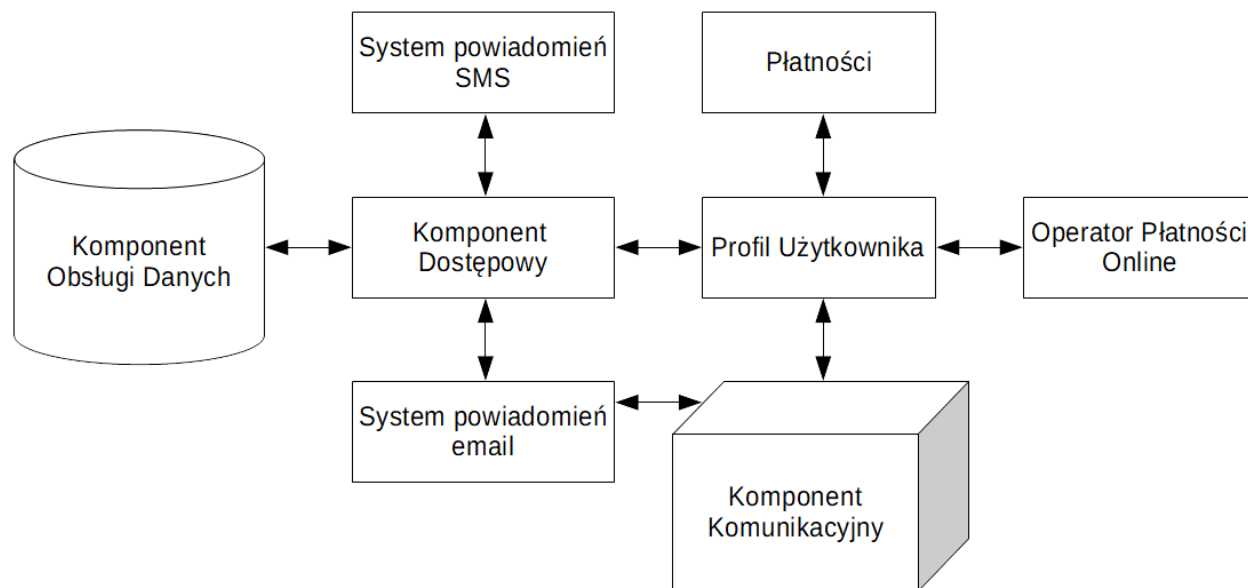 System powiadomień
SMS
Płatności
Komponent
Obsługi Danych
Komponent
Dostępowy
Profil Użytkownika
Operator Płatności
Online
System powiadomień
email
Komponent
Komunikacyjny